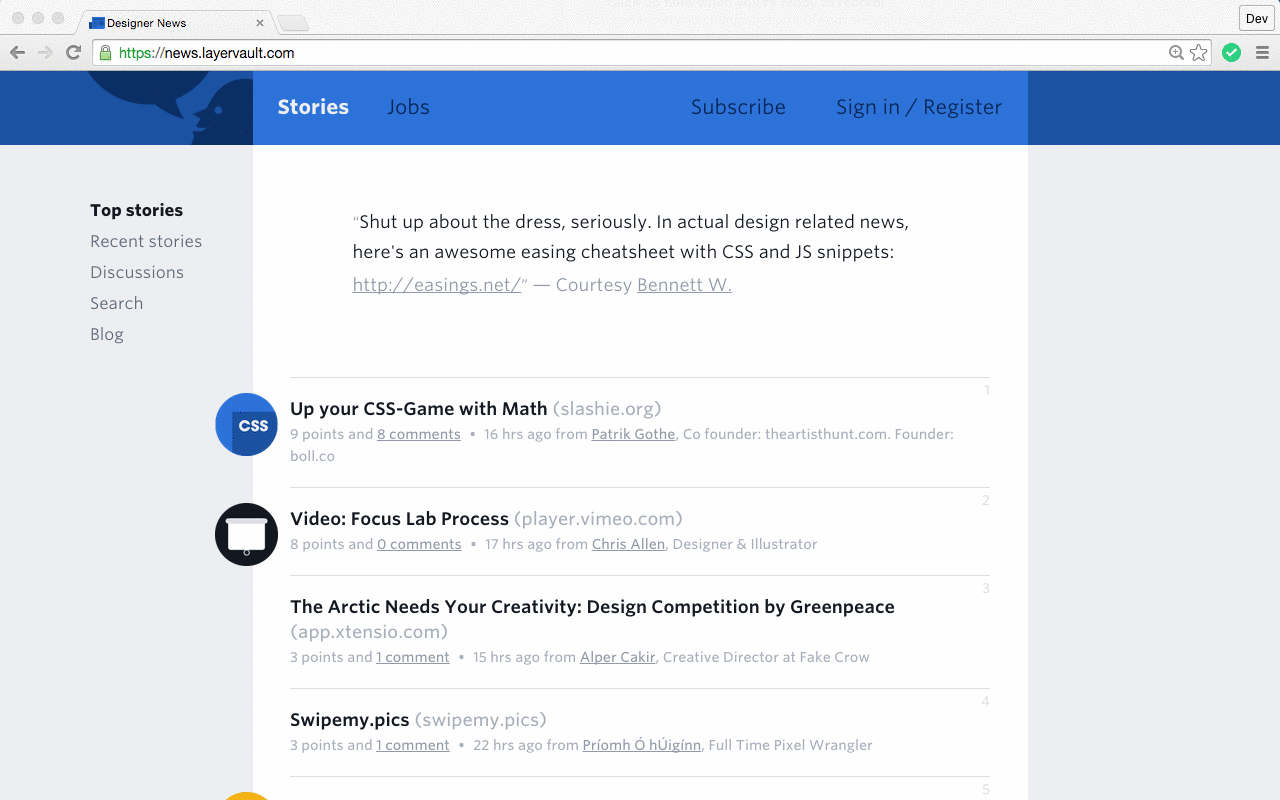 Designer News
Dev
https://news.layervault.com
Stories Jobs Subscribe Sign in / Register
Top stories
Recent stories
Discussions
Search
Blog
“Shut up about the dress, seriously. In actual design related news,
here's an awesome easing cheatsheet with CSS and JS snippets:
http://easings.net/” — Courtesy Bennett W.
1
CSS
Up your CSS-Game with Math (slashie.org)
9 points and 8 comments • 16 hrs ago from Patrik Gothe, Co founder: theartisthunt.com. Founder:
boll.co
2
Video: Focus Lab Process (player.vimeo.com)
8 points and 0 comments • 17 hrs ago from Chris Allen, Designer & Illustrator
3
The Arctic Needs Your Creativity: Design Competition by Greenpeace
(app.xtensio.com)
3 points and 1 comment • 15 hrs ago from Alper Cakir, Creative Director at Fake Crow
4
Swipemy.pics (swipemy.pics)
3 points and 1 comment • 22 hrs ago from Príomh Ó hÚigínn, Full Time Pixel Wrangler
5